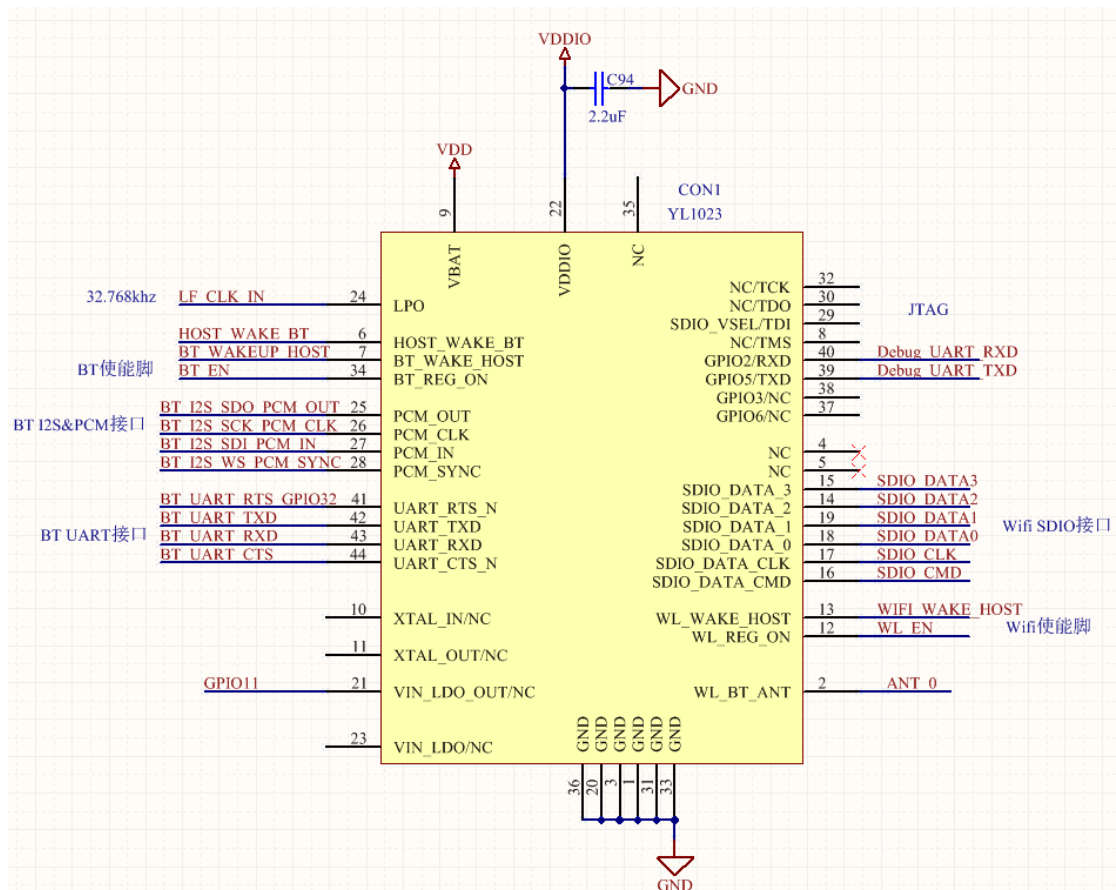 VDDIO
C94
GND
2.2uF
VDD
CON1
YL1023
9
22
35
VBAT
VDDIO
NC
32.768khz LF_CLK_IN 24 LPO
HOST_WAKE_BT 6 HOST_WAKE_BT
BT_WAKEUP_HOST 7 BT_WAKE_HOST
BT使能脚
BT_EN 34 BT_REG_ON
BT_I2S_SDO_PCM_OUT 25 PCM_OUT
BT I2S&PCM接口
BT_I2S_SCK_PCM_CLK 26 PCM_CLK
BT_I2S_SDI_PCM_IN 27 PCM_IN
BT_I2S_WS_PCM_SYNC 28 PCM_SYNC
BT_UART_RTS_GPIO32 41 UART_RTS_N
BT_UART_TXD 42 UART_TXD
BT UART接口
BT_UART_RXD 43 UART_RXD
BT_UART_CTS 44 UART_CTS_N
10 XTAL_IN/NC
11 XTAL_OUT/NC
GPIO11 21 VIN_LDO_OUT/NC
23 VIN_LDO/NC
NC/TCK 32
NC/TDO 30
JTAG
SDIO_VSEL/TDI 29
NC/TMS 8
GPIO2/RXD 40 Debug_UART_RXD
GPIO5/TXD 39 Debug_UART_TXD
GPIO3/NC 38
GPIO6/NC 37
NC 4
NC 5
SDIO_DATA_3 15 SDIO_DATA3
SDIO_DATA_2 14 SDIO_DATA2
SDIO_DATA_1 19 SDIO_DATA1
Wifi SDIO接口
SDIO_DATA_0 18 SDIO_DATA0
SDIO_DATA_CLK 17 SDIO_CLK
SDIO_DATA_CMD 16 SDIO_CMD
WL_WAKE_HOST 13 WIFI_WAKE_HOST
WL_REG_ON 12 WL_EN
Wifi使能脚
WL_BT_ANT 2 ANT_0
GND GND GND GND GND GND
36 20 3 1 31 33
GND